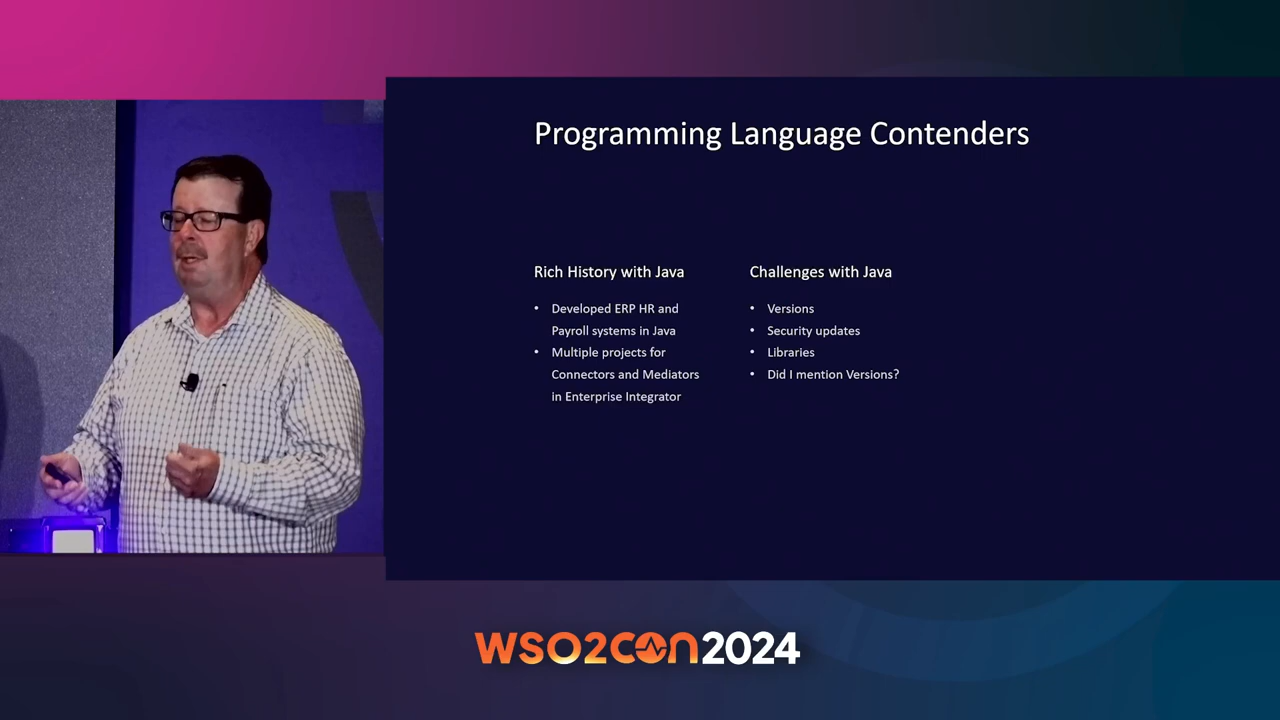 Programming Language Contenders
Rich History with Java
• Developed ERP HR and
Payroll systems in Java
• Multiple projects for
Connectors and Mediators
in Enterprise Integrator
Challenges with Java
• Versions
• Security updates
• Libraries
• Did I mention Versions?
WSO2CON2024